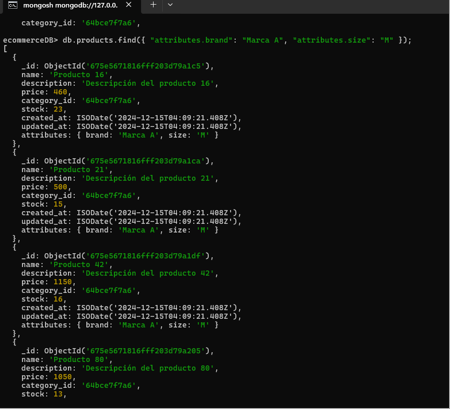 mongosh mongodb://127.0.0.
category_id: '64bce7f7a6',
ecommerceDB> db.products.find({ "attributes.brand": "Marca A", "attributes.size": "M" });
[
{
_id: ObjectId('675e5671816fff203d79a1c5'),
name: 'Producto 16',
description: 'Descripción del producto 16',
price: 460,
category_id: '64bce7f7a6',
stock: 23,
created_at: ISODate('2024-12-15T04:09:21.408Z'),
updated_at: ISODate('2024-12-15T04:09:21.408Z'),
attributes: { brand: 'Marca A', size: 'M' }
},
{
_id: ObjectId('675e5671816fff203d79a1ca'),
name: 'Producto 21',
description: 'Descripción del producto 21',
price: 500,
category_id: '64bce7f7a6',
stock: 15,
created_at: ISODate('2024-12-15T04:09:21.408Z'),
updated_at: ISODate('2024-12-15T04:09:21.408Z'),
attributes: { brand: 'Marca A', size: 'M' }
},
{
_id: ObjectId('675e5671816fff203d79a1df'),
name: 'Producto 42',
description: 'Descripción del producto 42',
price: 1150,
category_id: '64bce7f7a6',
stock: 16,
created_at: ISODate('2024-12-15T04:09:21.408Z'),
updated_at: ISODate('2024-12-15T04:09:21.408Z'),
attributes: { brand: 'Marca A', size: 'M' }
},
{
_id: ObjectId('675e5671816fff203d79a205'),
name: 'Producto 80',
description: 'Descripción del producto 80',
price: 1050,
category_id: '64bce7f7a6',
stock: 13,